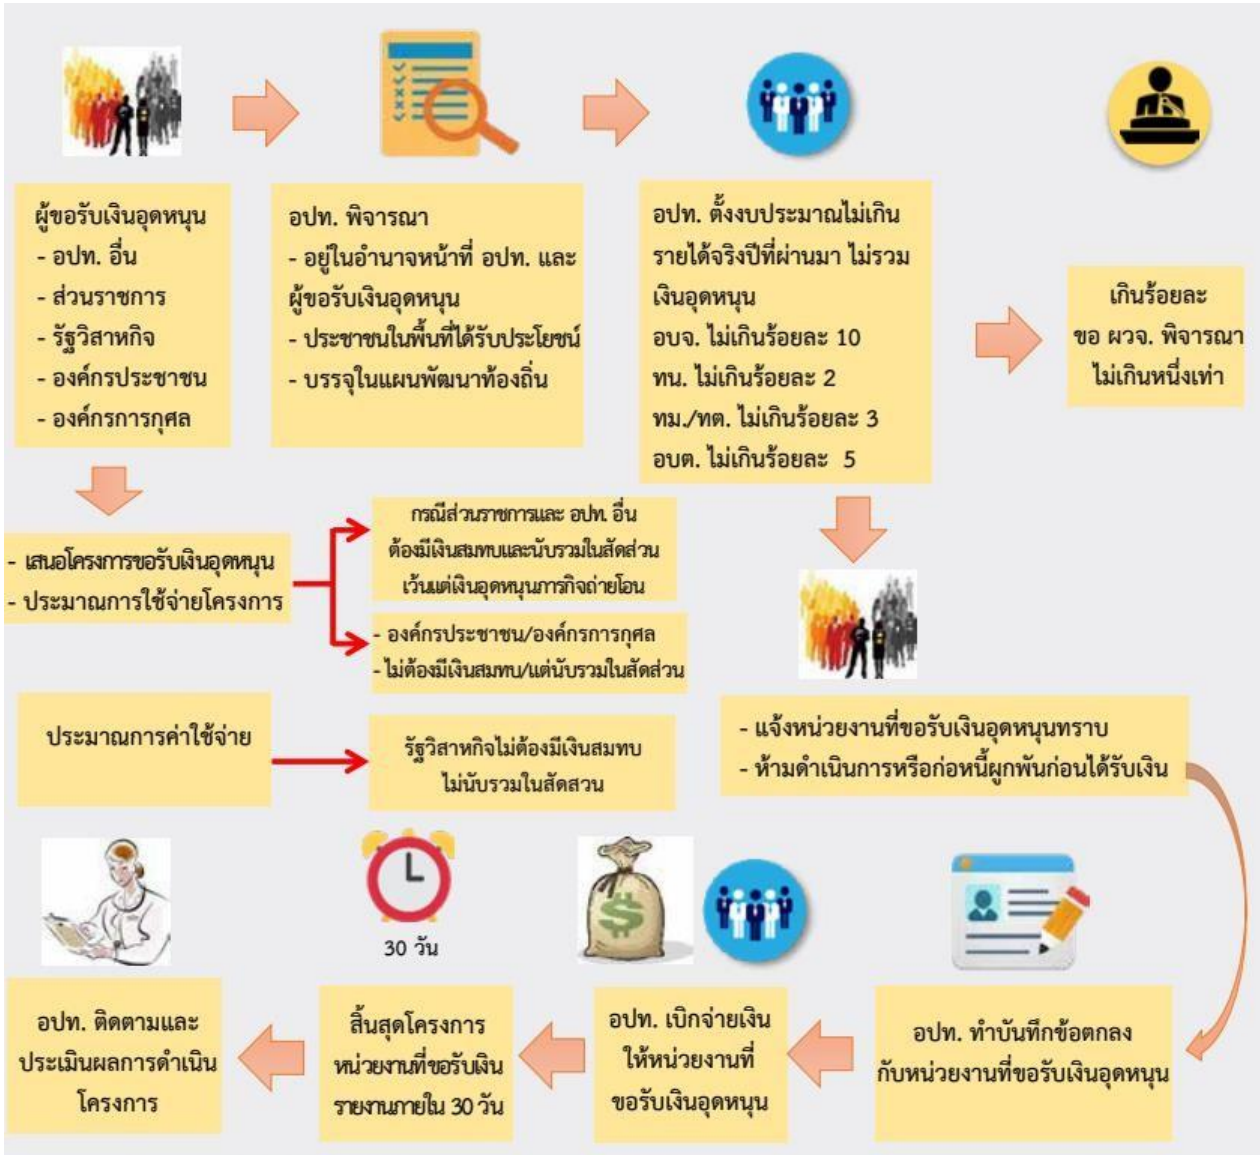 ผู้ขอรับเงินอุดหนุน
- อปท. อื่น
- ส่วนราชการ
- รัฐวิสาหกิจ
- องค์กรประชาชน
- องค์กรการกุศล
อปท. พิจารณา
- อยู่ในอำนาจหน้าที่ อปท. และ
ผู้ขอรับเงินอุดหนุน
- ประชาชนในพื้นที่ได้รับประโยชน์
- บรรจุในแผนพัฒนาท้องถิ่น
อปท. ตั้งงบประมาณไม่เกิน
รายได้จริงปีที่ผ่านมา ไม่รวม
เงินอุดหนุน
อบจ. ไม่เกินร้อยละ 10
ทน. ไม่เกินร้อยละ 2
ทม./ทต. ไม่เกินร้อยละ 3
อบต. ไม่เกินร้อยละ 5
เกินร้อยละ
ขอ ผวจ. พิจารณา
ไม่เกินหนึ่งเท่า
- เสนอโครงการขอรับเงินอุดหนุน
- ประมาณการใช้จ่ายโครงการ
กรณีส่วนราชการและ อปท. อื่น
ต้องมีเงินสมทบและนับรวมในสัดส่วน
เว้นแต่เงินอุดหนุนภารกิจถ่ายโอน
- องค์กรประชาชน/องค์กรการกุศล
- ไม่ต้องมีเงินสมทบ/แต่นับรวมในสัดส่วน
ประมาณการค่าใช้จ่าย
รัฐวิสาหกิจไม่ต้องมีเงินสมทบ
ไม่นับรวมในสัดสวน
- แจ้งหน่วยงานที่ขอรับเงินอุดหนุนทราบ
- ห้ามดำเนินการหรือก่อหนี้ผูกพันก่อนได้รับเงิน
30 วัน
อปท. ติดตามและ
ประเมินผลการดำเนิน
โครงการ
สิ้นสุดโครงการ
หน่วยงานที่ขอรับเงิน
รายงานภายใน 30 วัน
อปท. เบิกจ่ายเงิน
ให้หน่วยงานที่
ขอรับเงินอุดหนุน
อปท. ทำบันทึกข้อตกลง
กับหน่วยงานที่ขอรับเงินอุดหนุน